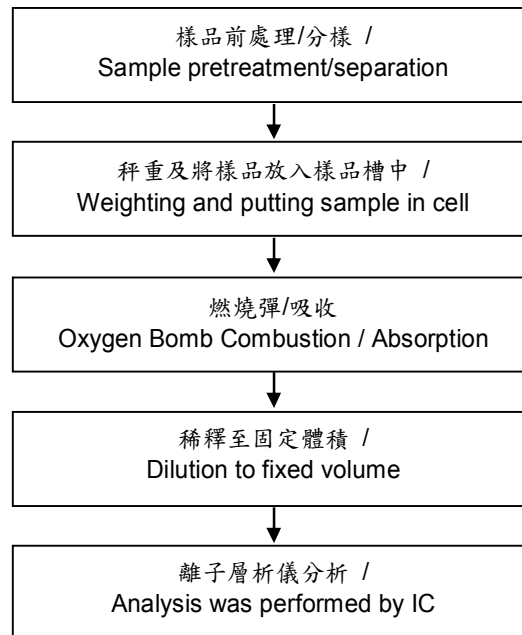 樣品前處理/分樣 /
Sample pretreatment/separation
秤重及將樣品放入樣品槽中 /
Weighting and putting sample in cell
燃燒彈/吸收
Oxygen Bomb Combustion / Absorption
稀釋至固定體積 /
Dilution to fixed volume
離子層析儀分析 /
Analysis was performed by IC